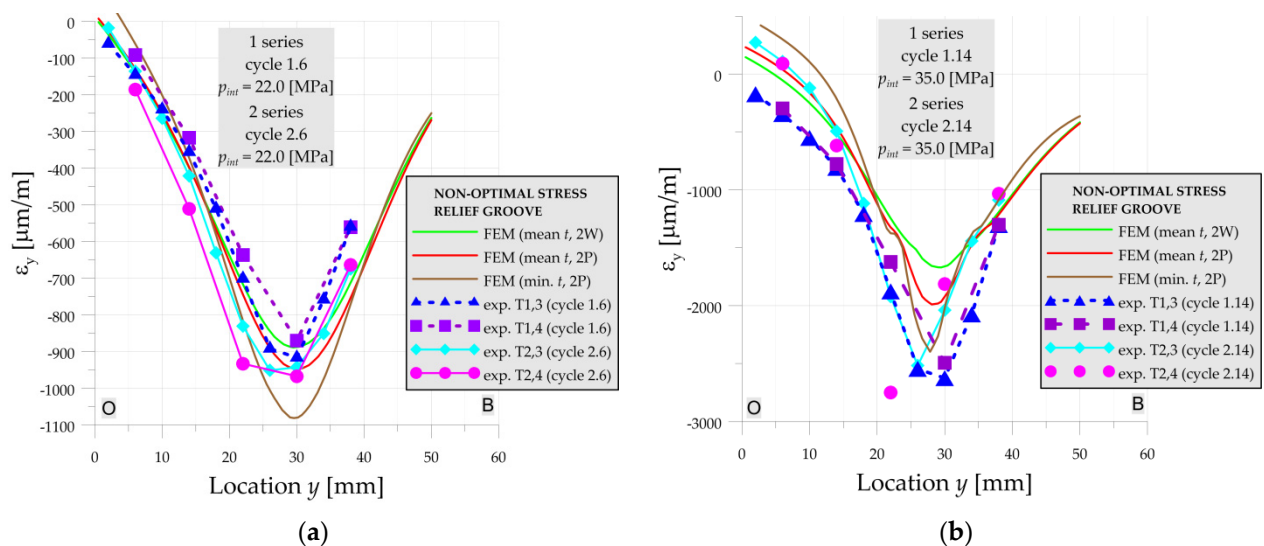 0
-100
-200
-300
-400
-500
-600
-700
-800
-900
-1000
-1100
εy [µm/m]
1 series
cycle 1.6
pint = 22.0 [MPa]
2 series
cycle 2.6
pint = 22.0 [MPa]
NON-OPTIMAL STRESS
RELIEF GROOVE
FEM (mean t, 2W)
FEM (mean t, 2P)
FEM (min. t, 2P)
exp. T1,3 (cycle 1.6)
exp. T1,4 (cycle 1.6)
exp. T2,3 (cycle 2.6)
exp. T2,4 (cycle 2.6)
O
B
0 10 20 30 40 50 60
Location y [mm]
(a)
0
-1000
-2000
-3000
εy [µm/m]
1 series
cycle 1.14
pint = 35.0 [MPa]
2 series
cycle 2.14
pint = 35.0 [MPa]
NON-OPTIMAL STRESS
RELIEF GROOVE
FEM (mean t, 2W)
FEM (mean t, 2P)
FEM (min. t, 2P)
exp. T1,3 (cycle 1.14)
exp. T1,4 (cycle 1.14)
exp. T2,3 (cycle 2.14)
exp. T2,4 (cycle 2.14)
O
B
0 10 20 30 40 50 60
Location y [mm]
(b)